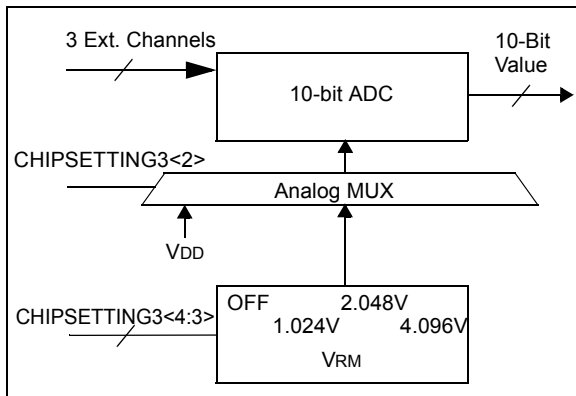 3 Ext. Channels
10-Bit
Value
10-bit ADC
CHIPSETTING3<2>
Analog MUX
VDD
CHIPSETTING3<4:3>
OFF 2.048V
1.024V 4.096V
VRM